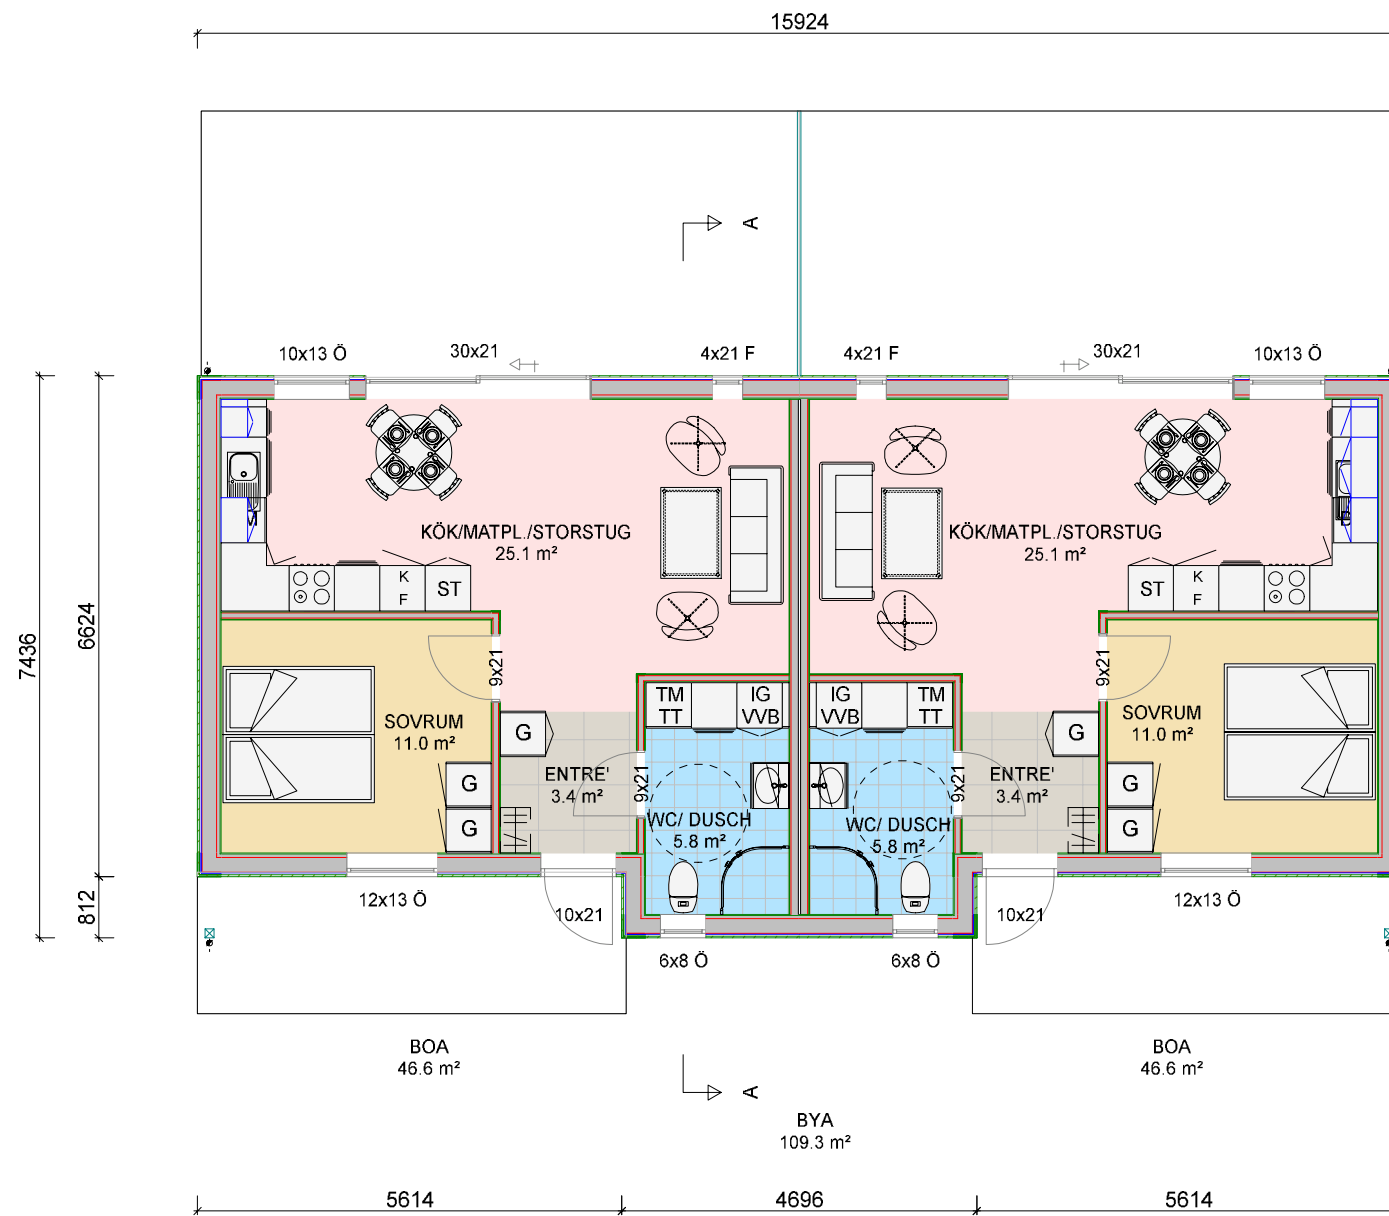 15924
A
10x13 Ö
30x21
4x21 F
4x21 F
30x21
10x13 Ö
KÖK/MATPL./STORSTUG
25.1 m²
KÖK/MATPL./STORSTUG
25.1 m²
K
F
ST
ST
K
F
7436
6624
812
9x21
9x21
TM
TT
IG
VVB
IG
VVB
TM
TT
SOVRUM
11.0 m²
SOVRUM
11.0 m²
G
G
ENTRE'
3.4 m²
ENTRE'
3.4 m²
9x21
9x21
G
G
G
G
WC/ DUSCH
5.8 m²
WC/ DUSCH
5.8 m²
12x13 Ö
10x21
10x21
12x13 Ö
6x8 Ö
6x8 Ö
BOA
46.6 m²
BOA
46.6 m²
A
BYA
109.3 m²
5614
4696
5614